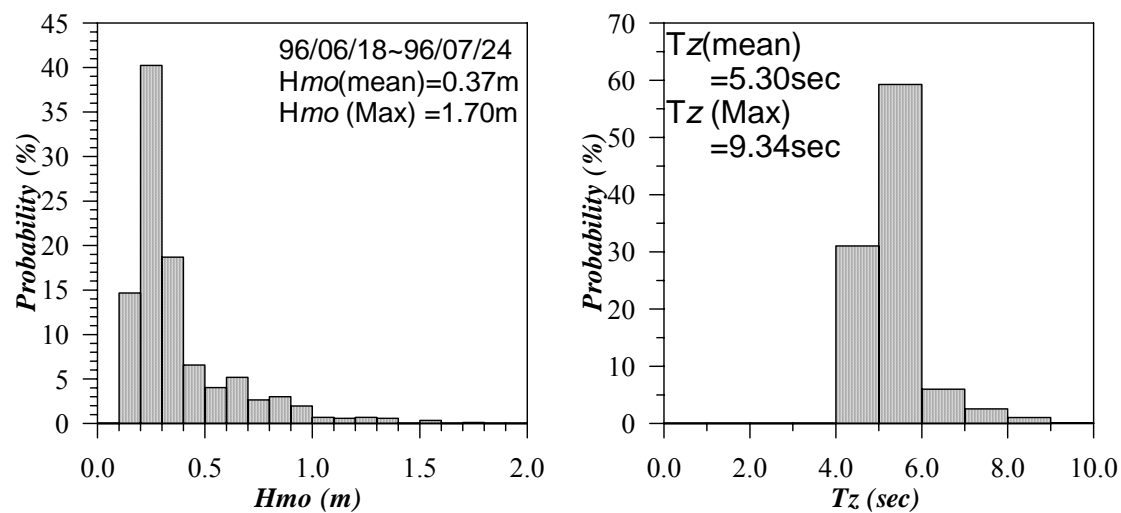 45
40
35
30
25
20
15
10
5
0
Probability (%)
96/06/18~96/07/24
Hmo(mean)=0.37m
Hmo (Max) =1.70m
0.0 0.5 1.0 1.5 2.0
Hmo (m)
70
60
50
40
30
20
10
0
Probability (%)
Tz(mean)
=5.30sec
Tz (Max)
=9.34sec
0.0 2.0 4.0 6.0 8.0 10.0
Tz (sec)